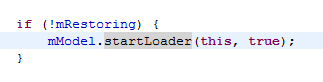 if (!mRestoring) {
    mModel.startLoader(this, true);
}